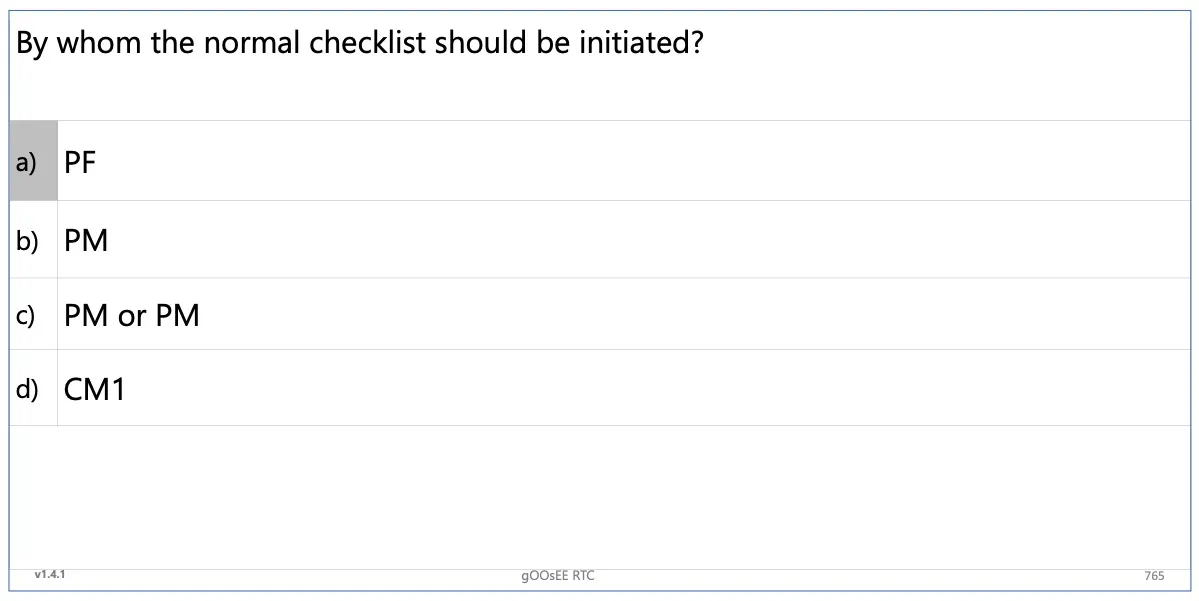 By whom the normal checklist should be initiated?
a) PF
b) PM
c) PM or PM
d) CM1
v1.4.1 gOOsEE RTC 765